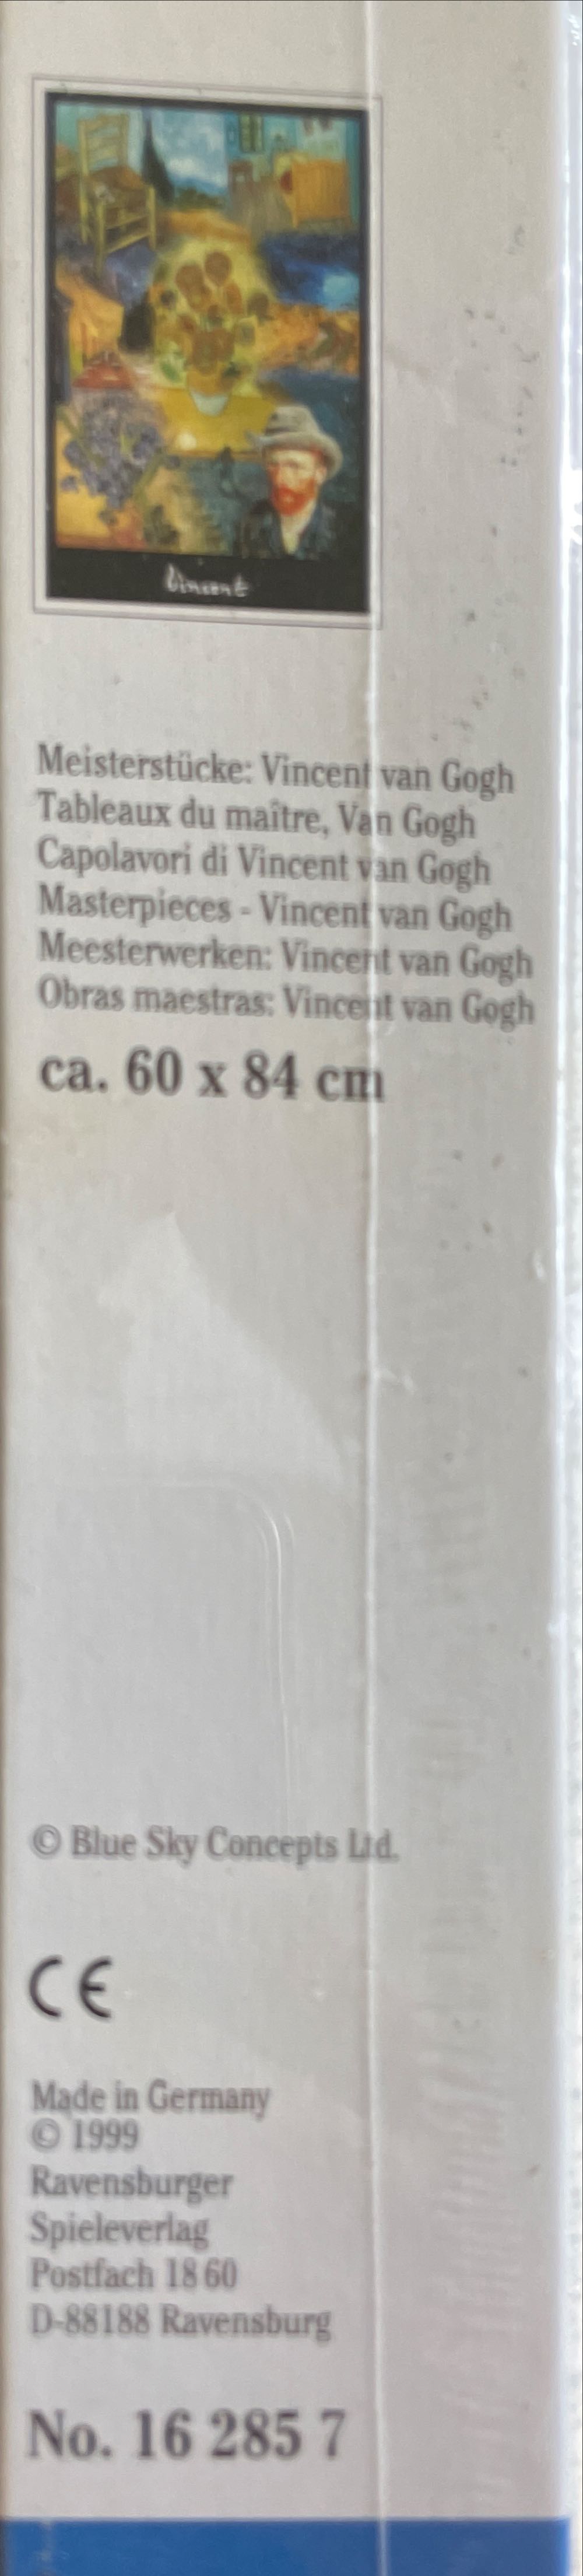 Vincent
Meisterstücke: Vincent van Gogh
Tableaux du maître, Van Gogh
Capolavori di Vincent van Gogh
Masterpieces - Vincent van Gogh
Meesterwerken: Vincent van Gogh
Obras maestras: Vincent van Gogh
ca. 60 x 84 cm
© Blue Sky Concepts Ltd.
CE
Made in Germany
© 1999
Ravensburger
Spieleverlag
Postfach 18 60
D-88188 Ravensburg
No. 16 285 7